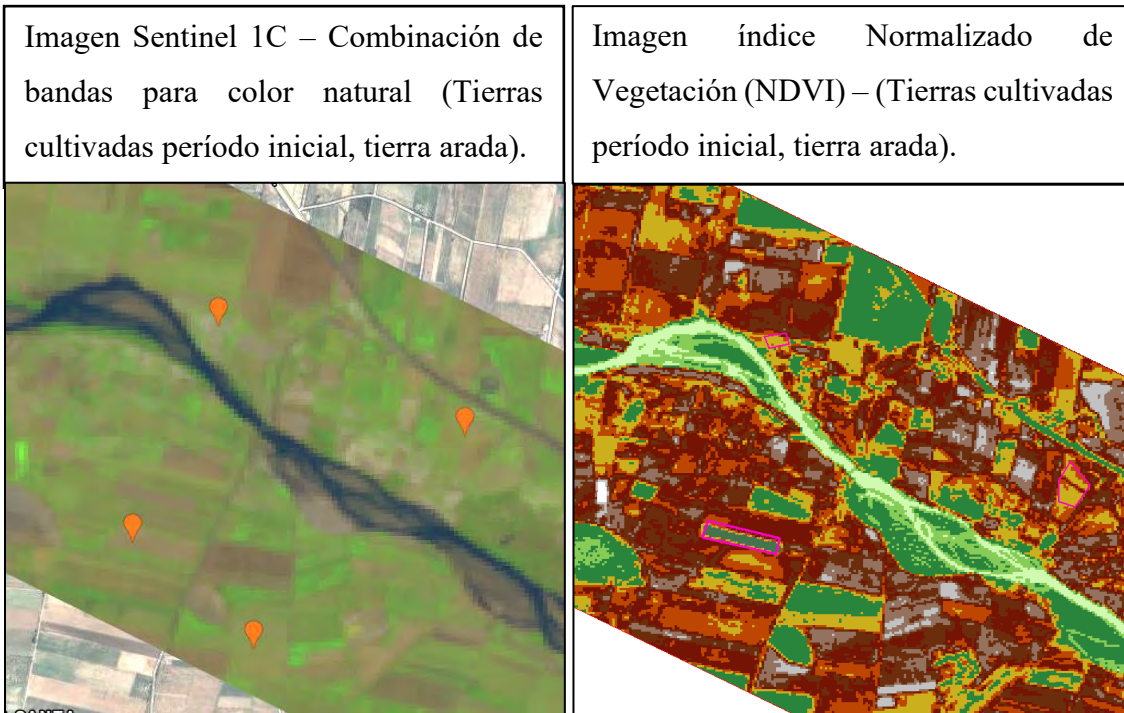 Imagen Sentinel 1C – Combinación de
bandas para color natural (Tierras
cultivadas período inicial, tierra arada).
Imagen índice Normalizado de
Vegetación (NDVI) – (Tierras cultivadas
período inicial, tierra arada).